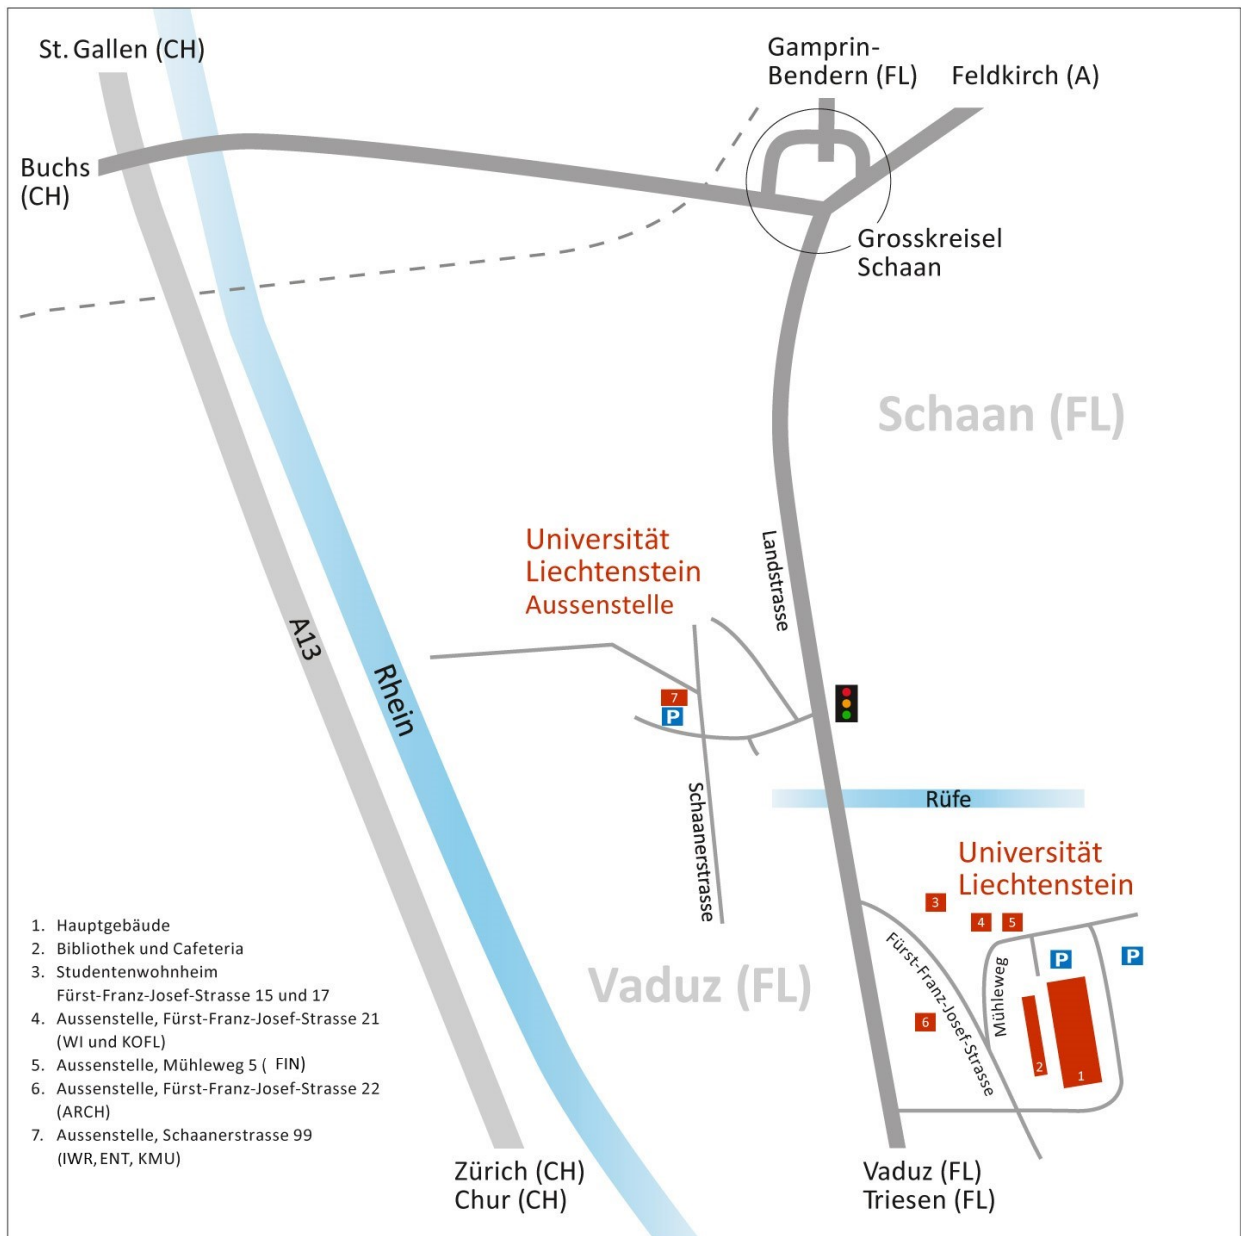 St. Gallen (CH)
Gamprin-
Bendern (FL)
Feldkirch (A)
Buchs
(CH)
Grosskreisel
Schaan
Schaan (FL)
Universität
Liechtenstein
Aussenstelle
Landstrasse
A13
Rhein
7
P
Schaanerstrasse
Rüfe
Universität
Liechtenstein
3
4
5
Fürst-Franz-Josef-Strasse
Mühleweg
P
P
6
2
1
Vaduz (FL)
1. Hauptgebäude
2. Bibliothek und Cafeteria
3. Studentenwohnheim
Fürst-Franz-Josef-Strasse 15 und 17
4. Aussenstelle, Fürst-Franz-Josef-Strasse 21
(WI und KOFL)
5. Aussenstelle, Mühleweg 5 ( FIN)
6. Aussenstelle, Fürst-Franz-Josef-Strasse 22
(ARCH)
7. Aussenstelle, Schaanerstrasse 99
(IWR, ENT, KMU)
Zürich (CH)
Chur (CH)
Vaduz (FL)
Triesen (FL)